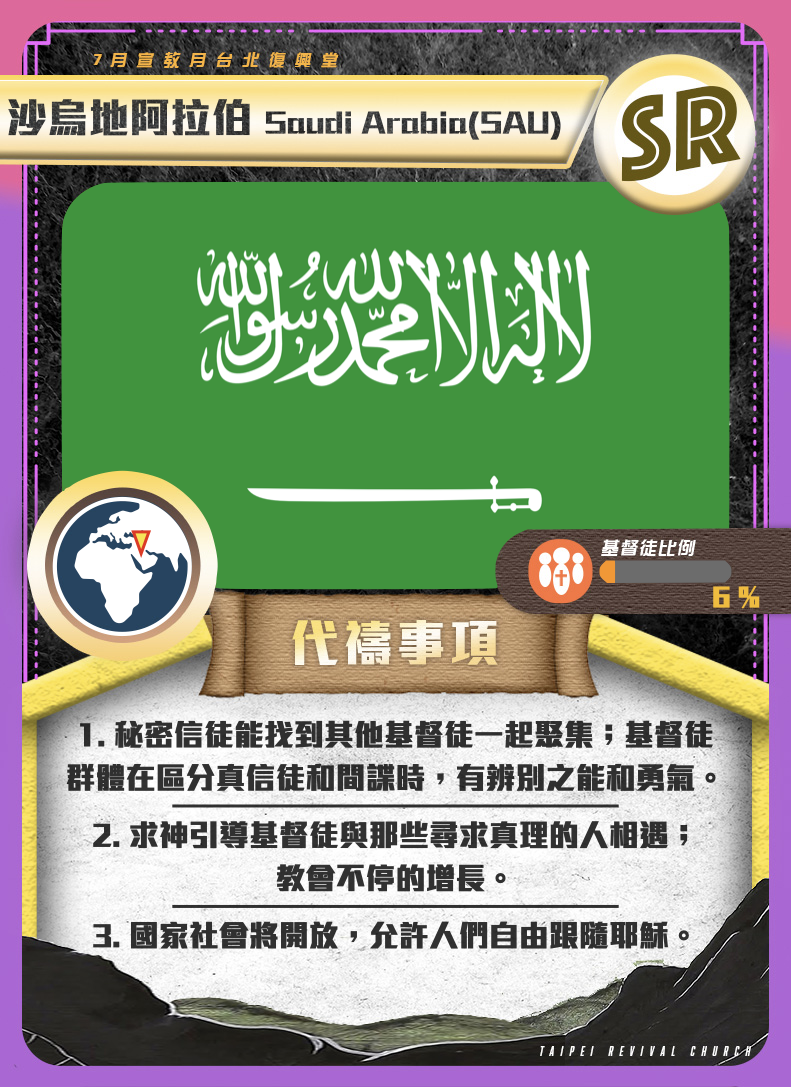 7月宣教月台北復興堂
沙烏地阿拉伯 Saudi Arabia(SAU)
SR
لا إله إلا الله محمد رسول الله
基督徒比例
6%
代禱事項
1. 秘密信徒能找到其他基督徒一起聚集；基督徒
群體在區分真信徒和間諜時，有辨別之能和勇氣。
2. 求神引導基督徒與那些尋求真理的人相遇；
教會不停的增長。
3. 國家社會將開放，允許人們自由跟隨耶穌。
TAIPEI REVIVAL CHURCH